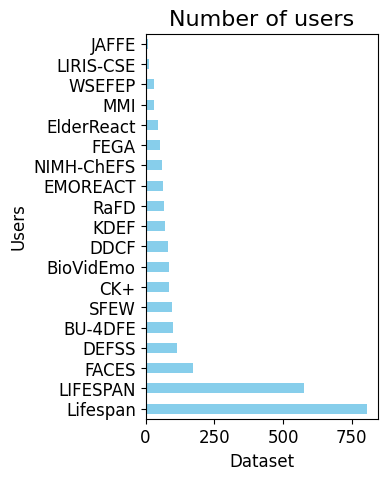 Number of users
JAFFE
LIRIS-CSE
WSEFEP
MMI
ElderReact
FEGA
NIMH-ChEFS
EMOREACT
RaFD
KDEF
DDCF
BioVidEmo
CK+
SFEW
BU-4DFE
DEFSS
FACES
LIFESPAN
Lifespan
Users
0 250 500 750
Dataset